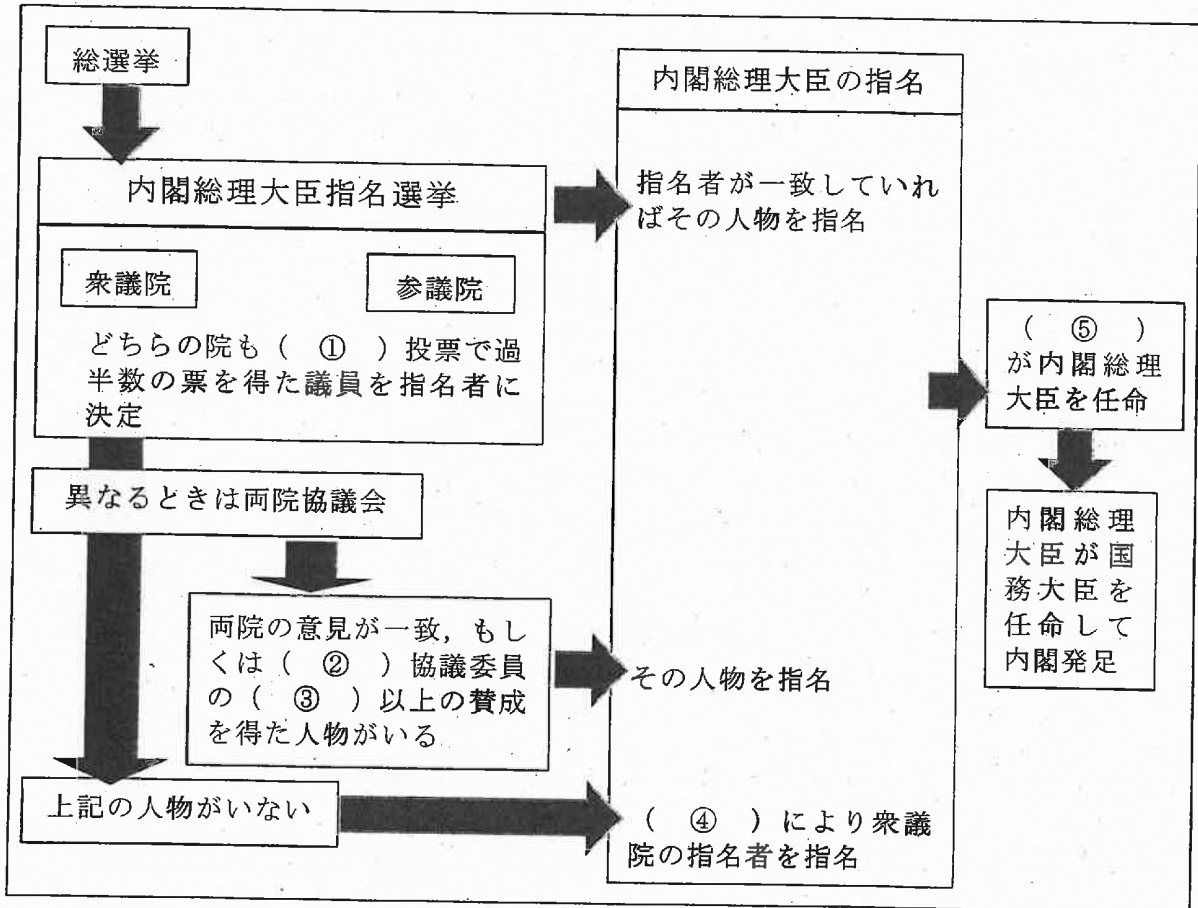 総選挙
内閣総理大臣指名選挙
衆議院
参議院
どちらの院も（　①　）投票で過
半数の票を得た議員を指名者に
決定
異なるときは両院協議会
両院の意見が一致，もし
くは（　②　）協議委員
の（　③　）以上の賛成
を得た人物がいる
上記の人物がいない
内閣総理大臣の指名
指名者が一致していれ
ばその人物を指名
その人物を指名
（　④　）により衆議
院の指名者を指名
（　⑤　）
が内閣総理
大臣を任命
内閣総理
大臣が国
務大臣を
任命して
内閣発足